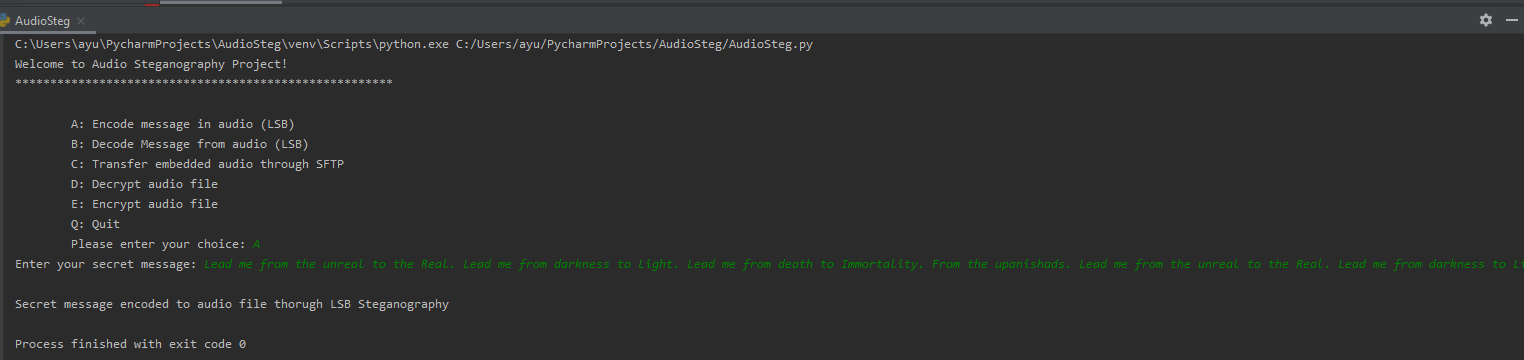 AudioSteg
C:\Users\ayu\PycharmProjects\AudioSteg\venv\Scripts\python.exe C:/Users/ayu/PycharmProjects/AudioSteg/AudioSteg.py
Welcome to Audio Steganography Project!
******************************************************
A: Encode message in audio (LSB)
B: Decode Message from audio (LSB)
C: Transfer embedded audio through SFTP
D: Decrypt audio file
E: Encrypt audio file
Q: Quit
Please enter your choice: A
Enter your secret message: Lead me from the unreal to the Real. Lead me from darkness to Light. Lead me from death to Immortality. From the upanishads. Lead me from the unreal to the Real. Lead me from darkness to
Secret message encoded to audio file thorugh LSB Steganography
Process finished with exit code 0